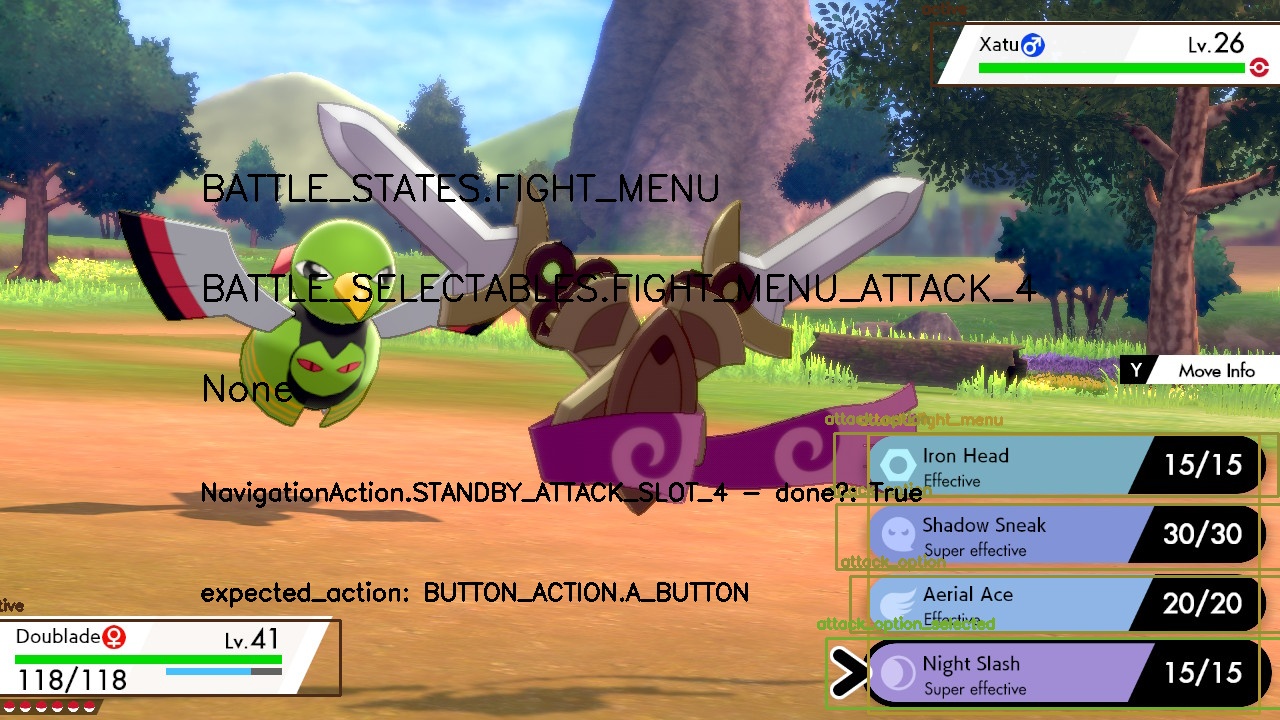 Xatu♂ Lv.26
BATTLE_STATES.FIGHT_MENU
BATTLE_SELECTABLES.FIGHT_MENU_ATTACK_4
Y Move Info
None
fight_menu
Iron Head 15/15
Effective
NavigationAction.STANDBY_ATTACK_SLOT_4 - done?: True
Shadow Sneak 30/30
Super effective
attack_option
expected_action: BUTTON_ACTION.A_BUTTON
Aerial Ace 20/20
Effective
attack_option_selected
Doublade♀ Lv.41
118/118
Night Slash 15/15
Super effective